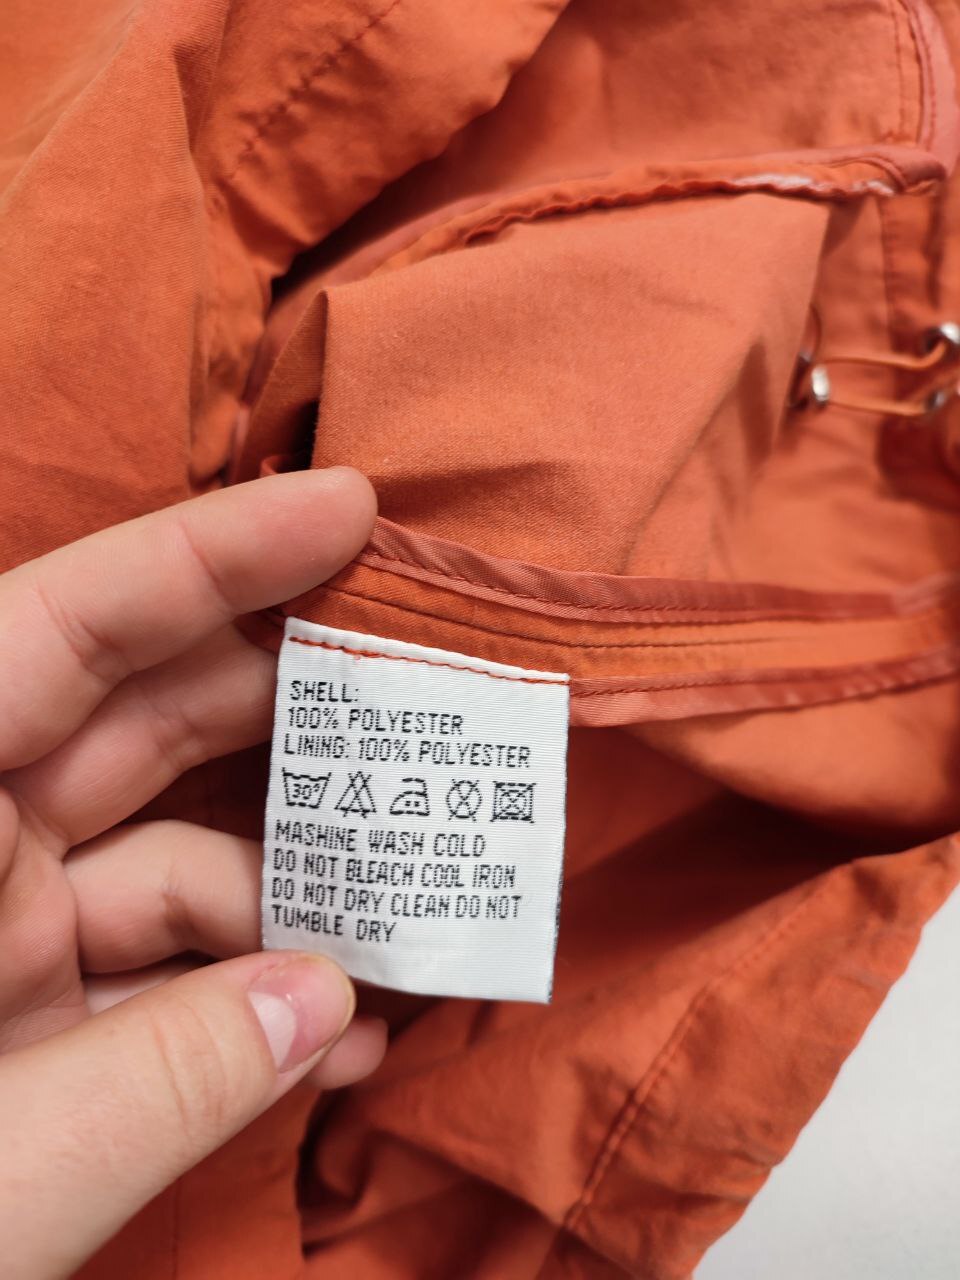 SHELL:
100% POLYESTER
LINING: 100% POLYESTER
30°
MASHINE WASH COLD
DO NOT BLEACH COOL IRON
DO NOT DRY CLEAN DO NOT
TUMBLE DRY